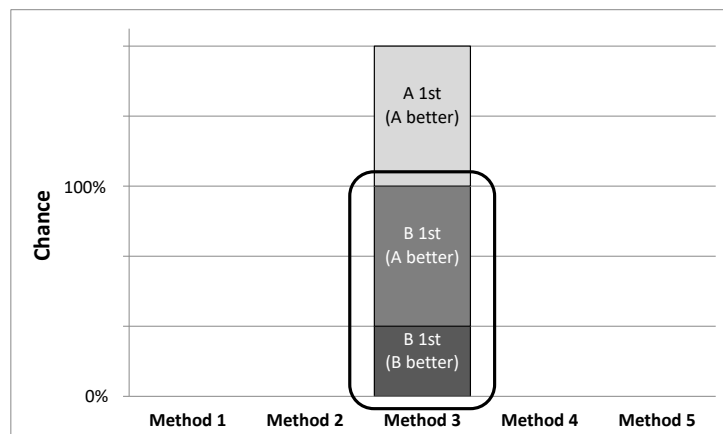 A 1st
(A better)
100%
Chance
B 1st
(A better)
B 1st
(B better)
0%
Method 1 Method 2 Method 3 Method 4 Method 5